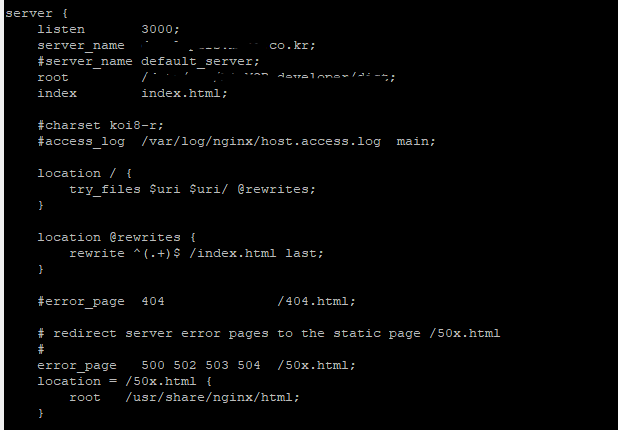 server {
    listen       3000;
    server_name                 co.kr;
    #server_name default_server;
    root         /              developer/dist;
    index        index.html;

    #charset koi8-r;
    #access_log  /var/log/nginx/host.access.log  main;

    location / {
        try_files $uri $uri/ @rewrites;
    }

    location @rewrites {
        rewrite ^(.+)$ /index.html last;
    }

    #error_page  404              /404.html;

    # redirect server error pages to the static page /50x.html
    #
    error_page   500 502 503 504  /50x.html;
    location = /50x.html {
        root   /usr/share/nginx/html;
    }